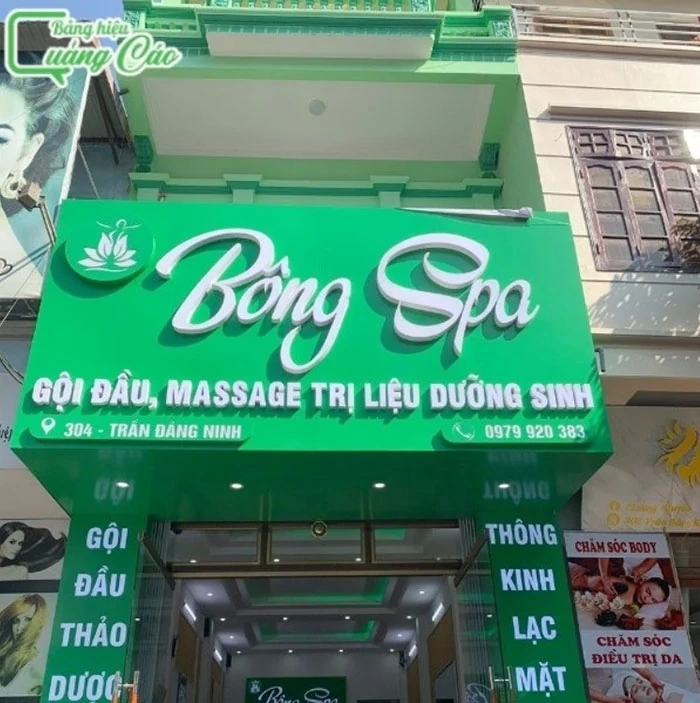 Bảng hiệu
Quảng Cáo
Bông Spa
GỘI ĐẦU, MASSAGE TRỊ LIỆU DƯỠNG SINH
304 - TRẦN ĐĂNG NINH
0979 920 383
GỘI
ĐẦU
THẢO
DƯỢC
THÔNG
KINH
LẠC
MẶT
CHĂM SÓC BODY
CHĂM SÓC
ĐIỀU TRỊ DA
Bông Spa